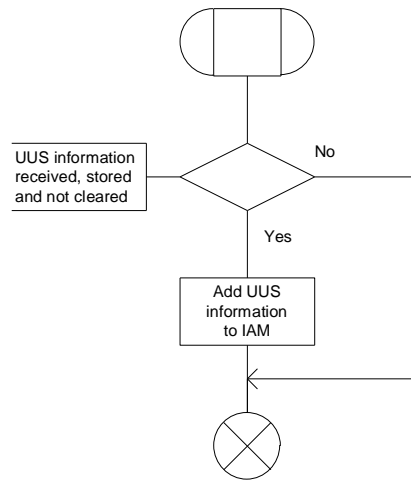 UUS information
received, stored
and not cleared
No
Yes
Add UUS
information
to IAM